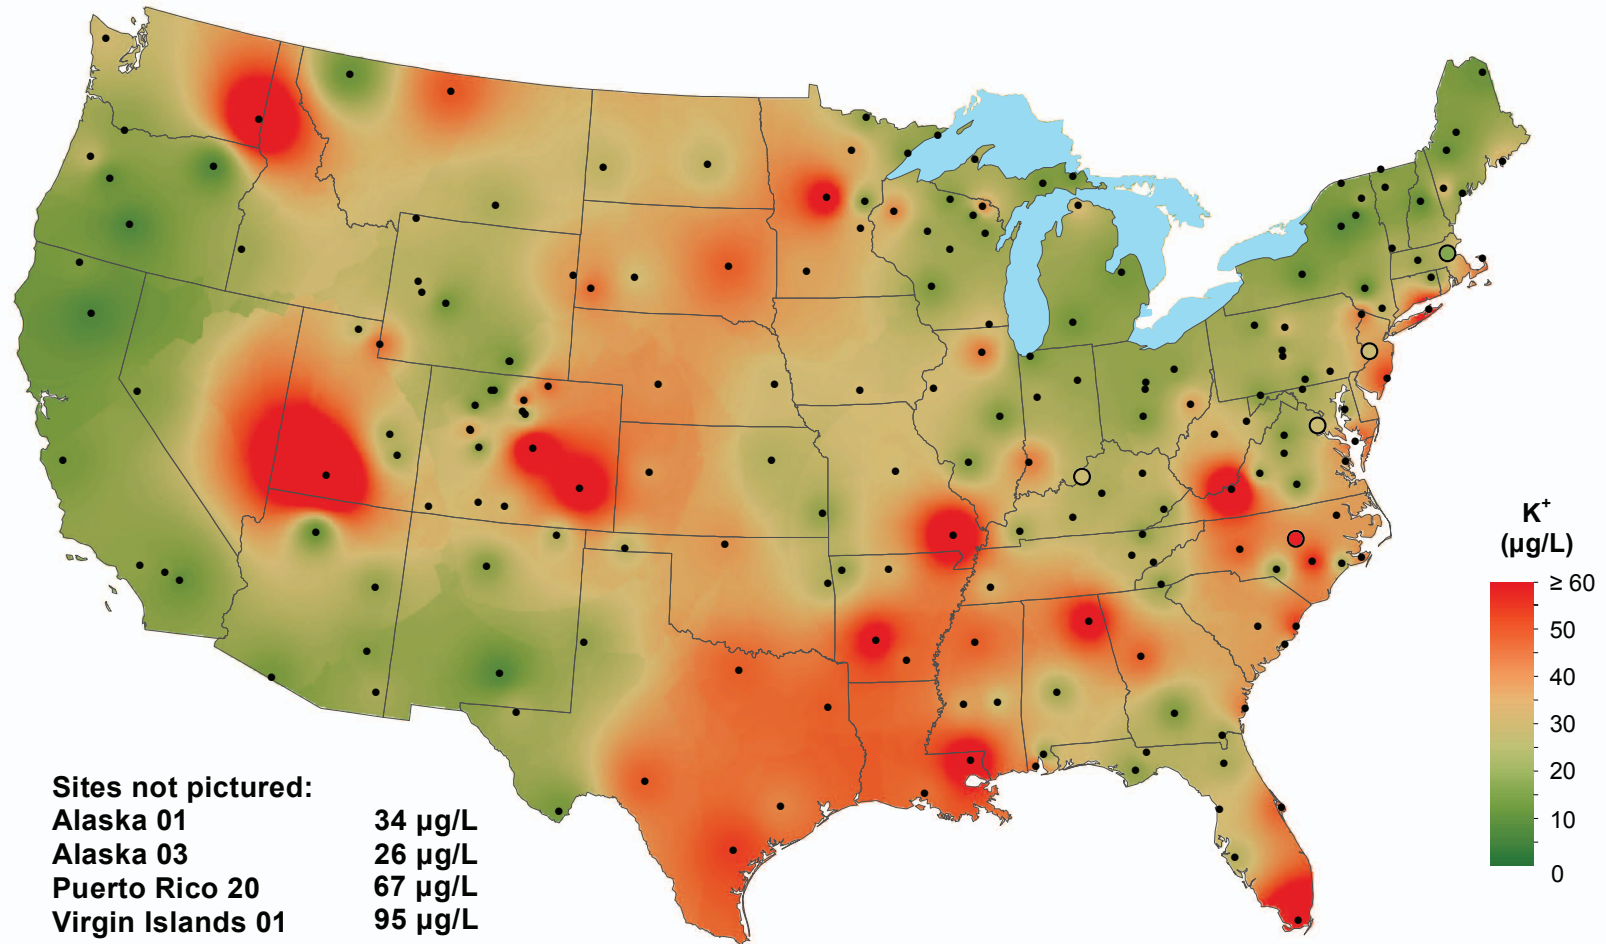 K+
(µg/L)
≥ 60
50
40
30
20
10
0
Sites not pictured:
Alaska 01 34 µg/L
Alaska 03 26 µg/L
Puerto Rico 20 67 µg/L
Virgin Islands 01 95 µg/L